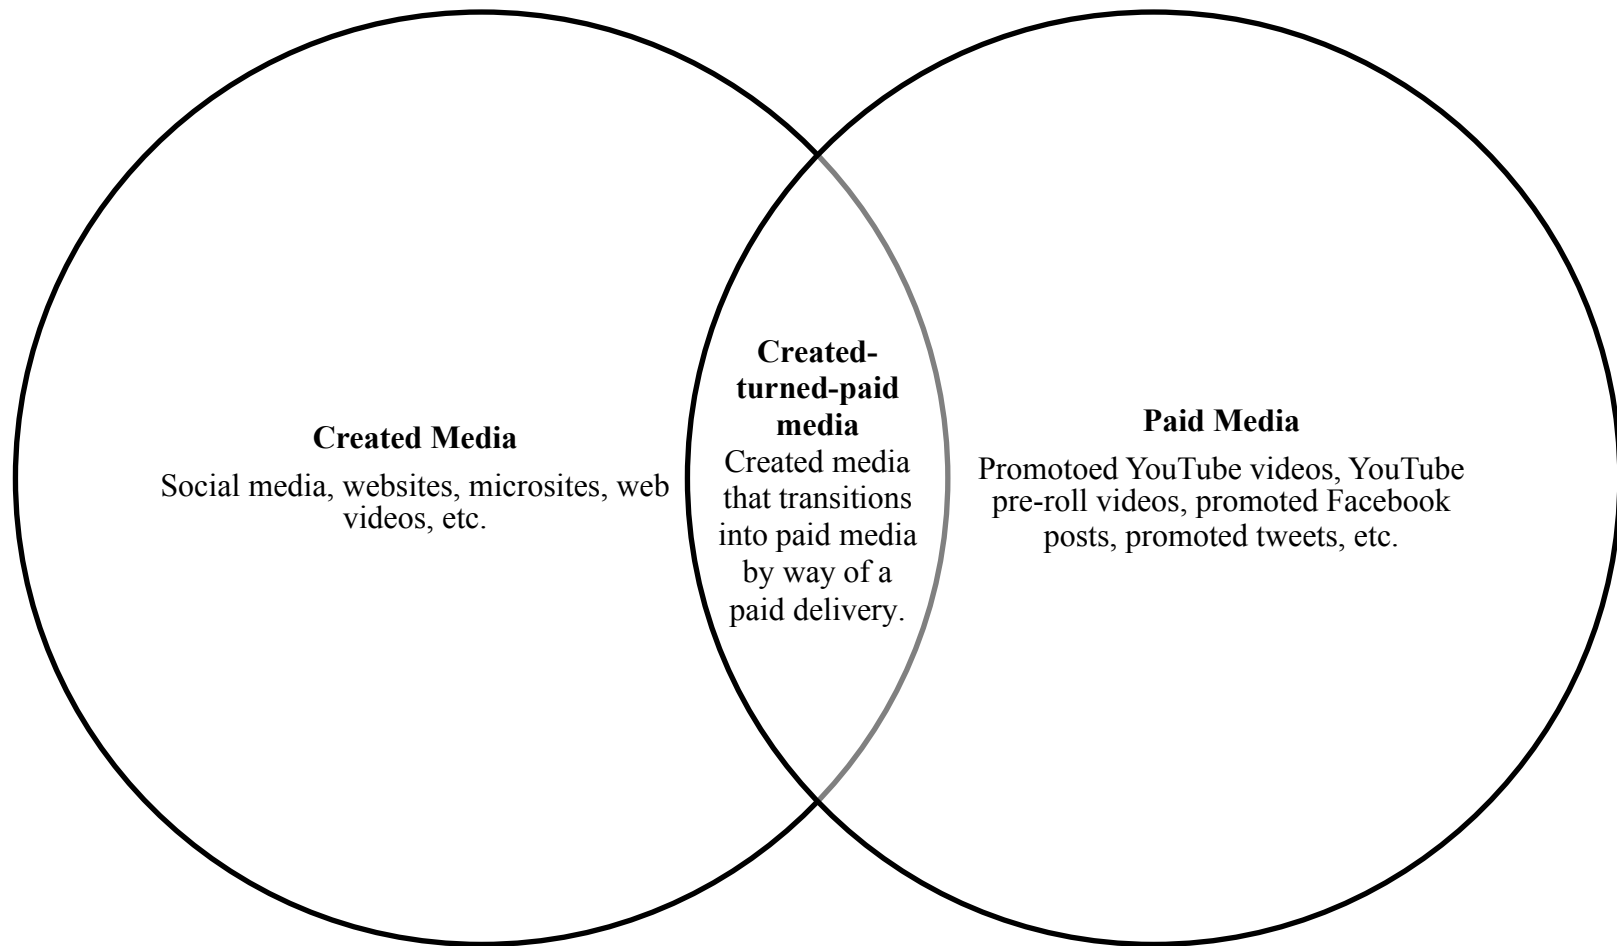 Created Media
Social media, websites, microsites, web
videos, etc.
Created-
turned-paid
media
Created media
that transitions
into paid media
by way of a
paid delivery.
Paid Media
Promotoed YouTube videos, YouTube
pre-roll videos, promoted Facebook
posts, promoted tweets, etc.